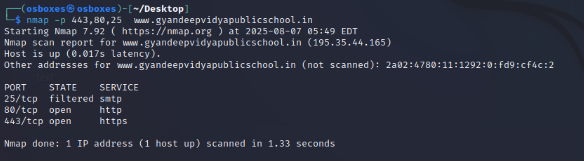 ┌──(osboxes㉿osboxes)-[~/Desktop]
└─$ nmap -p 443,80,25 www.gyandeepvidyapublicschool.in
Starting Nmap 7.92 ( https://nmap.org ) at 2025-08-07 05:49 EDT
Nmap scan report for www.gyandeepvidyapublicschool.in (195.35.44.165)
Host is up (0.017s latency).
Other addresses for www.gyandeepvidyapublicschool.in (not scanned): 2a02:4780:11:1292:0:fd9:cf4c:2
PORT STATE SERVICE
25/tcp filtered smtp
80/tcp open http
443/tcp open https
Nmap done: 1 IP address (1 host up) scanned in 1.33 seconds